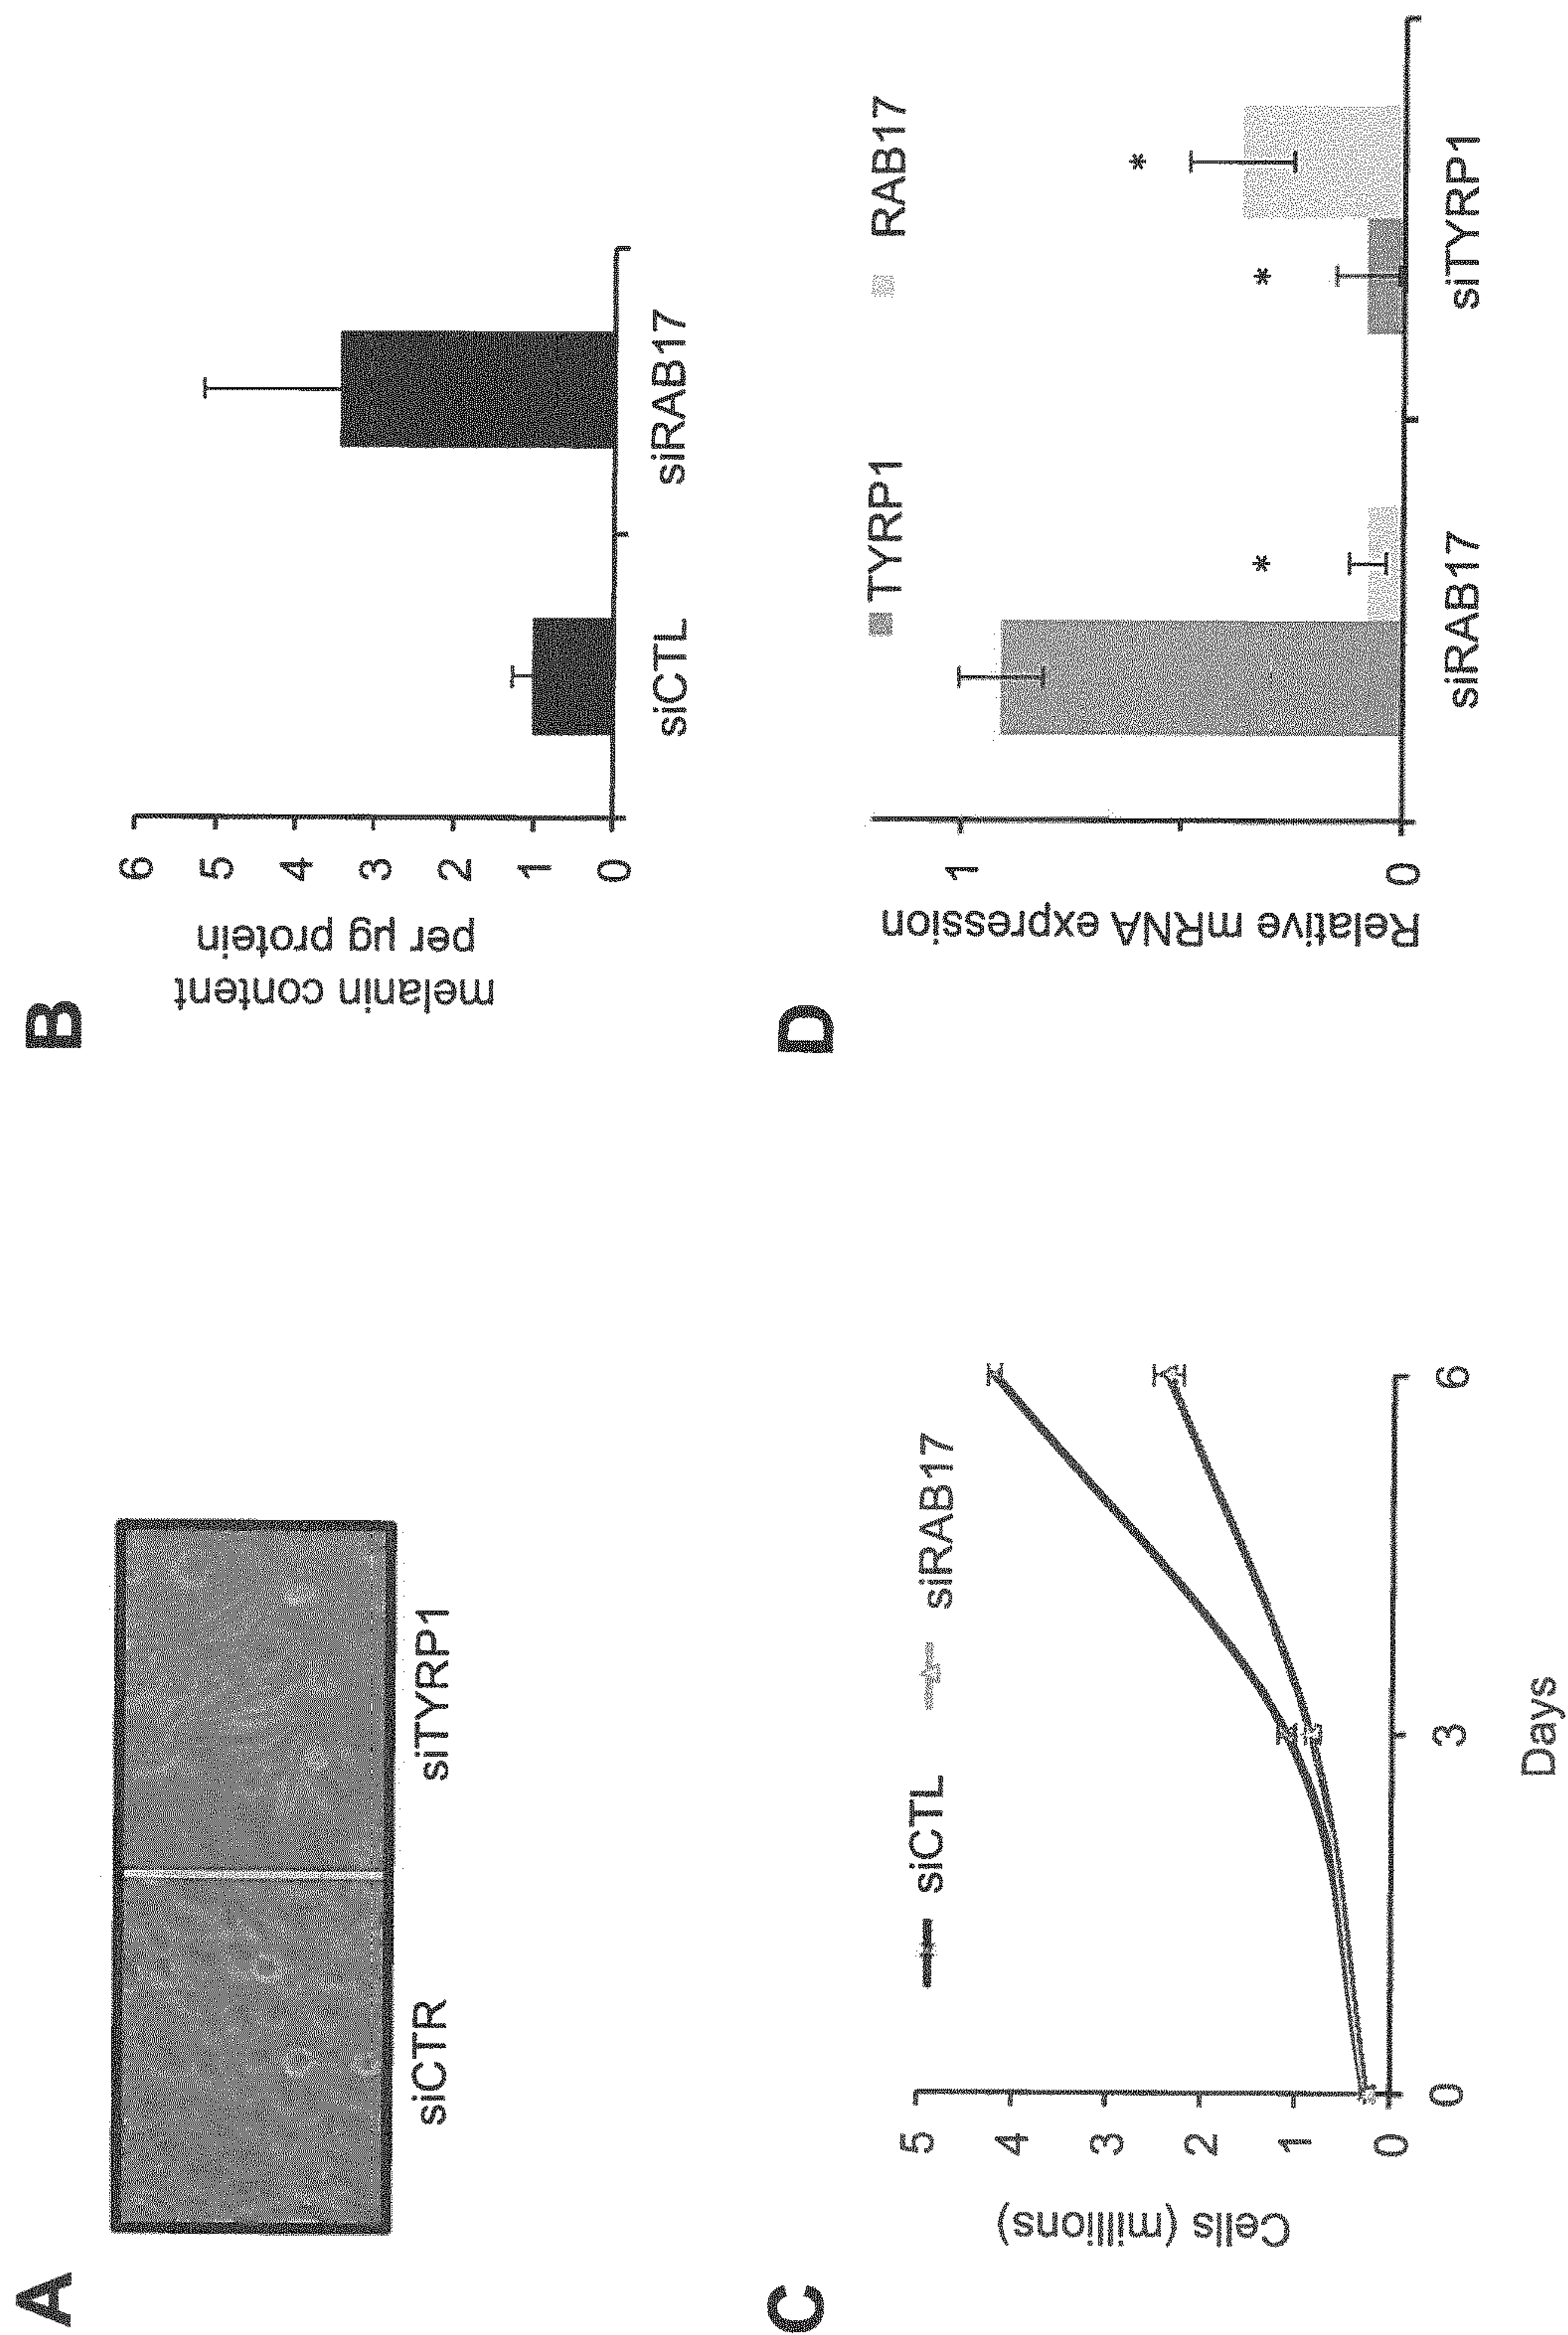 A
siCTR siTYRP1
B
melanin content
per µg protein
6
5
4
3
2
1
0
siCTL siRAB17
C
siCTL siRAB17
Cells (millions)
5
4
3
2
1
0
0 3 6
Days
D
TYRP1 RAB17
Relative mRNA expression
1
0
* * *
siRAB17 siTYRP1